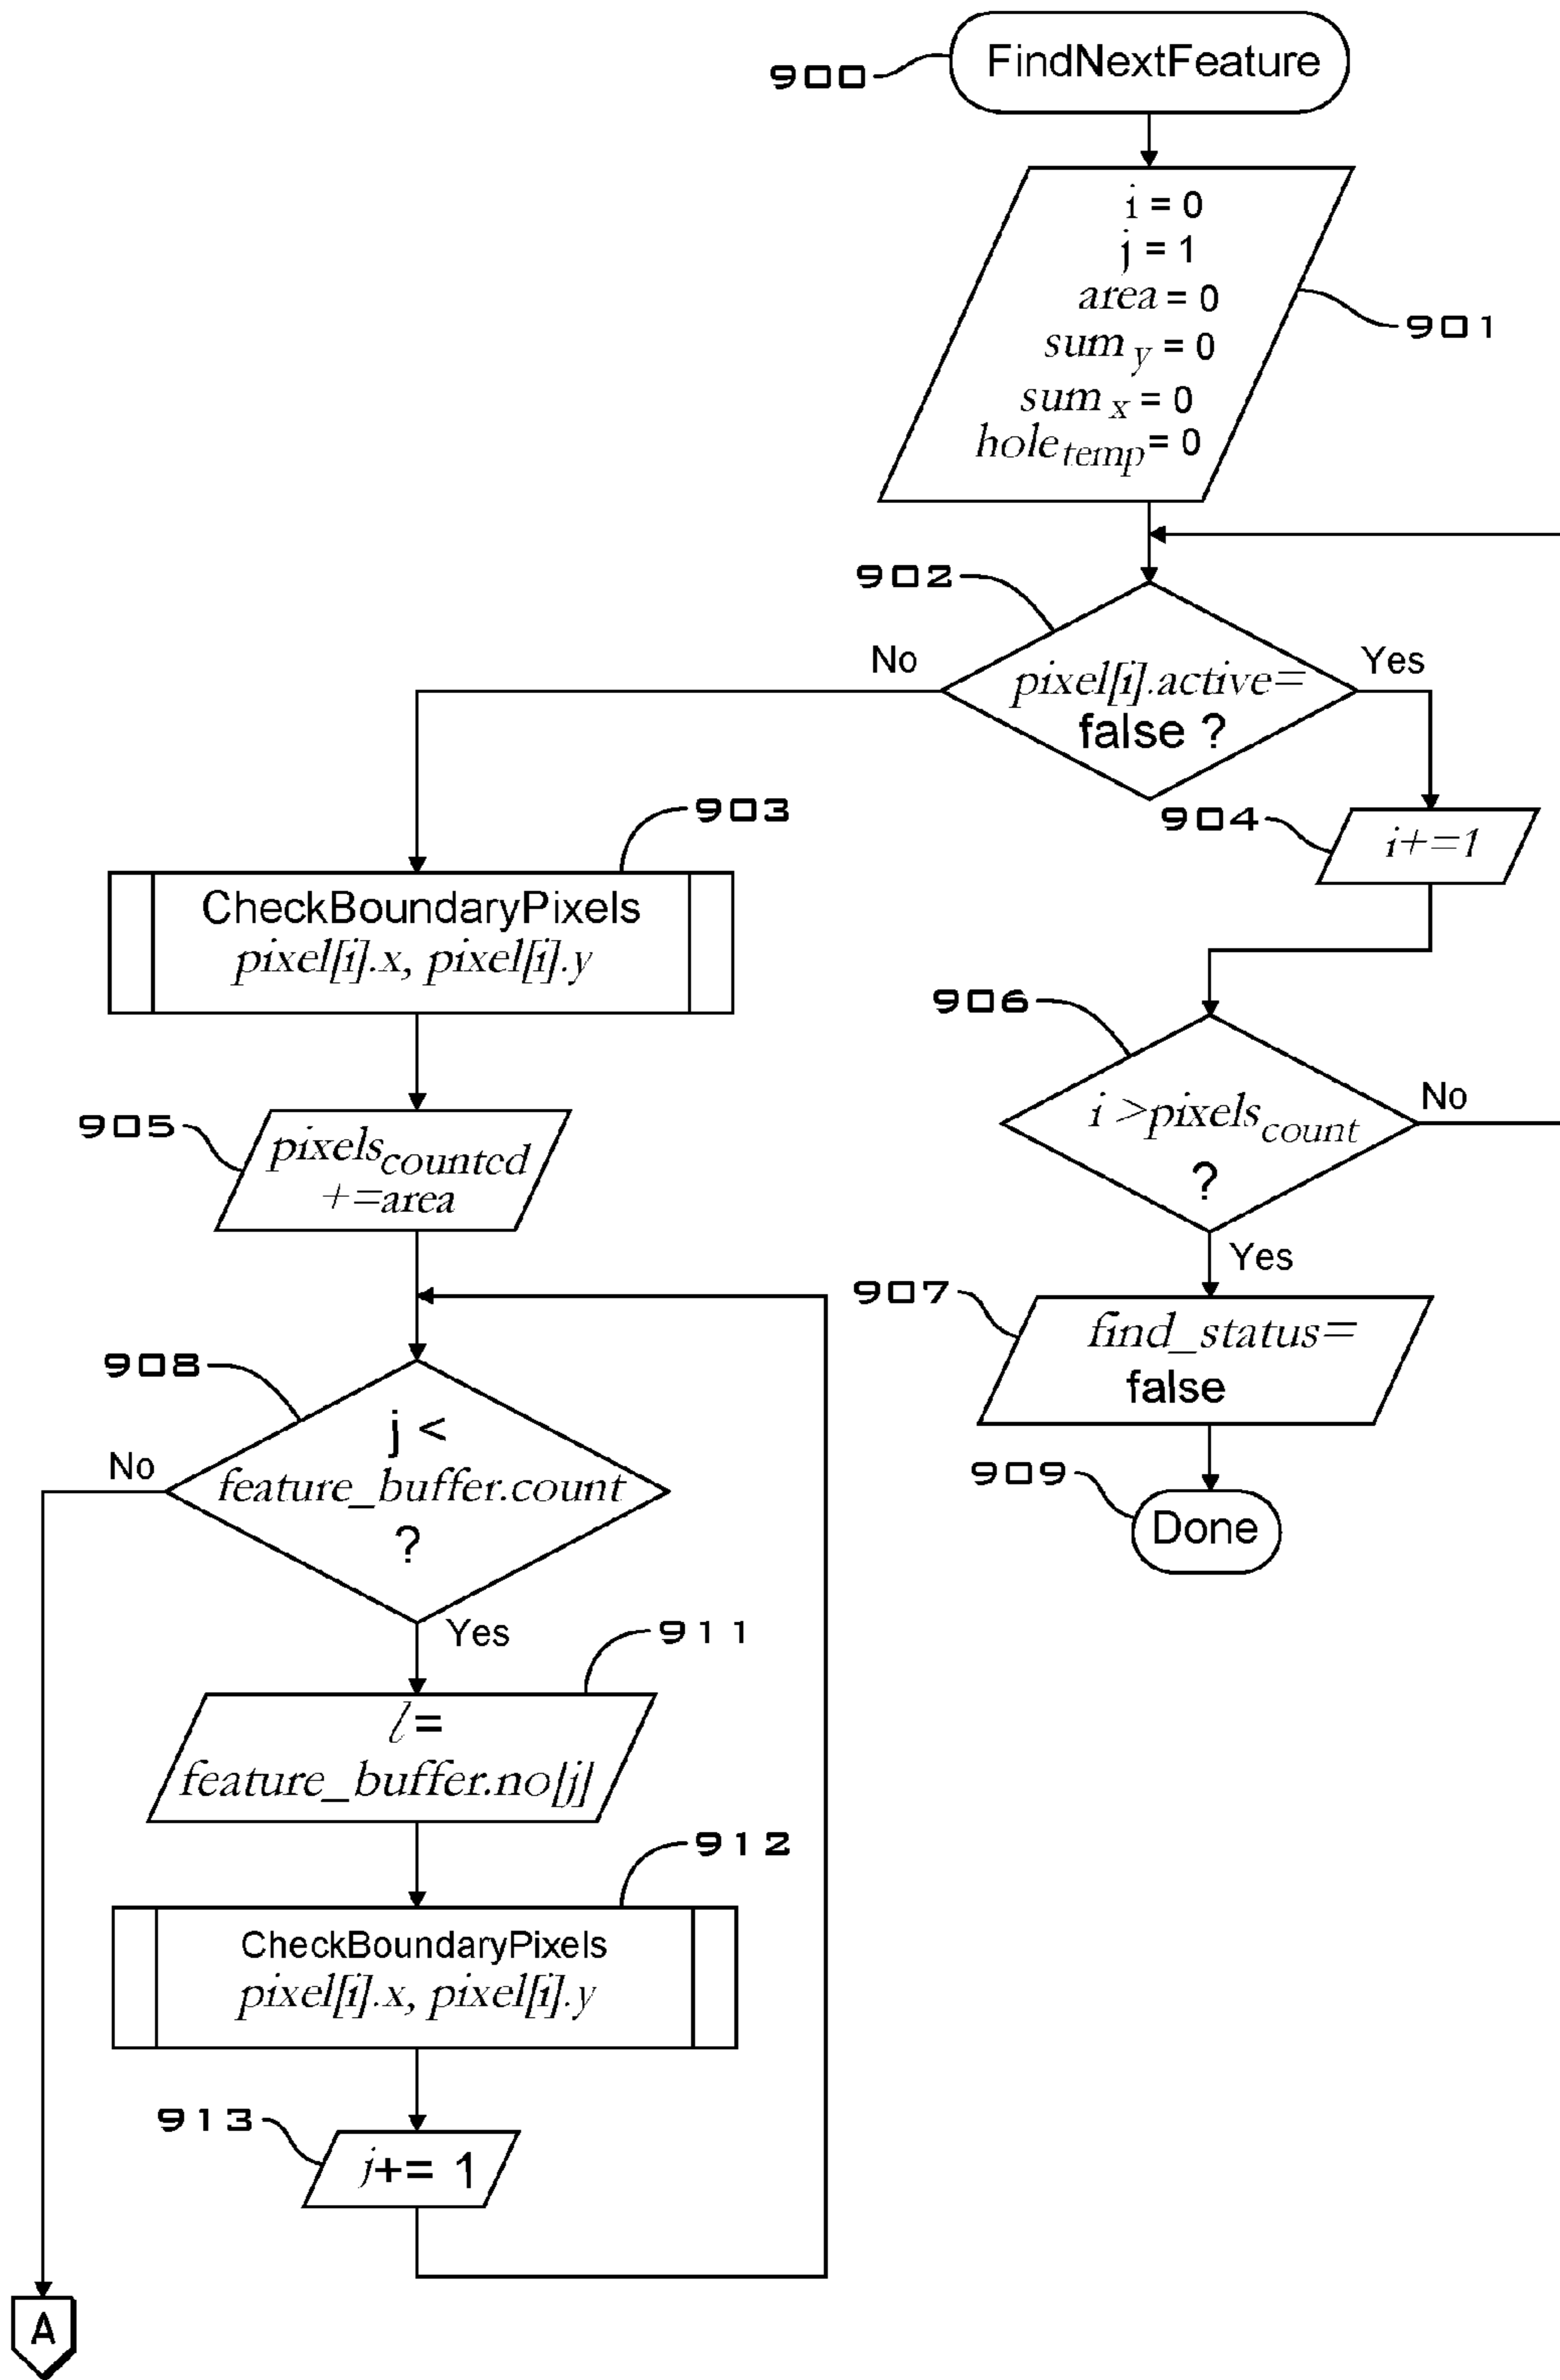 FindNextFeature
900
i = 0
j = 1
area = 0
sum y = 0
sum x = 0
hole temp = 0
901
902
No
Yes
pixel[i].active=
false ?
903
CheckBoundaryPixels
pixel[i].x, pixel[i].y
904
i+=1
906
i >pixels count
?
No
Yes
905
pixels counted
+=area
907
find_status=
false
908
j <
feature_buffer.count
?
No
Yes
909
Done
911
l =
feature_buffer.no[j]
912
CheckBoundaryPixels
pixel[i].x, pixel[i].y
913
j+= 1
A